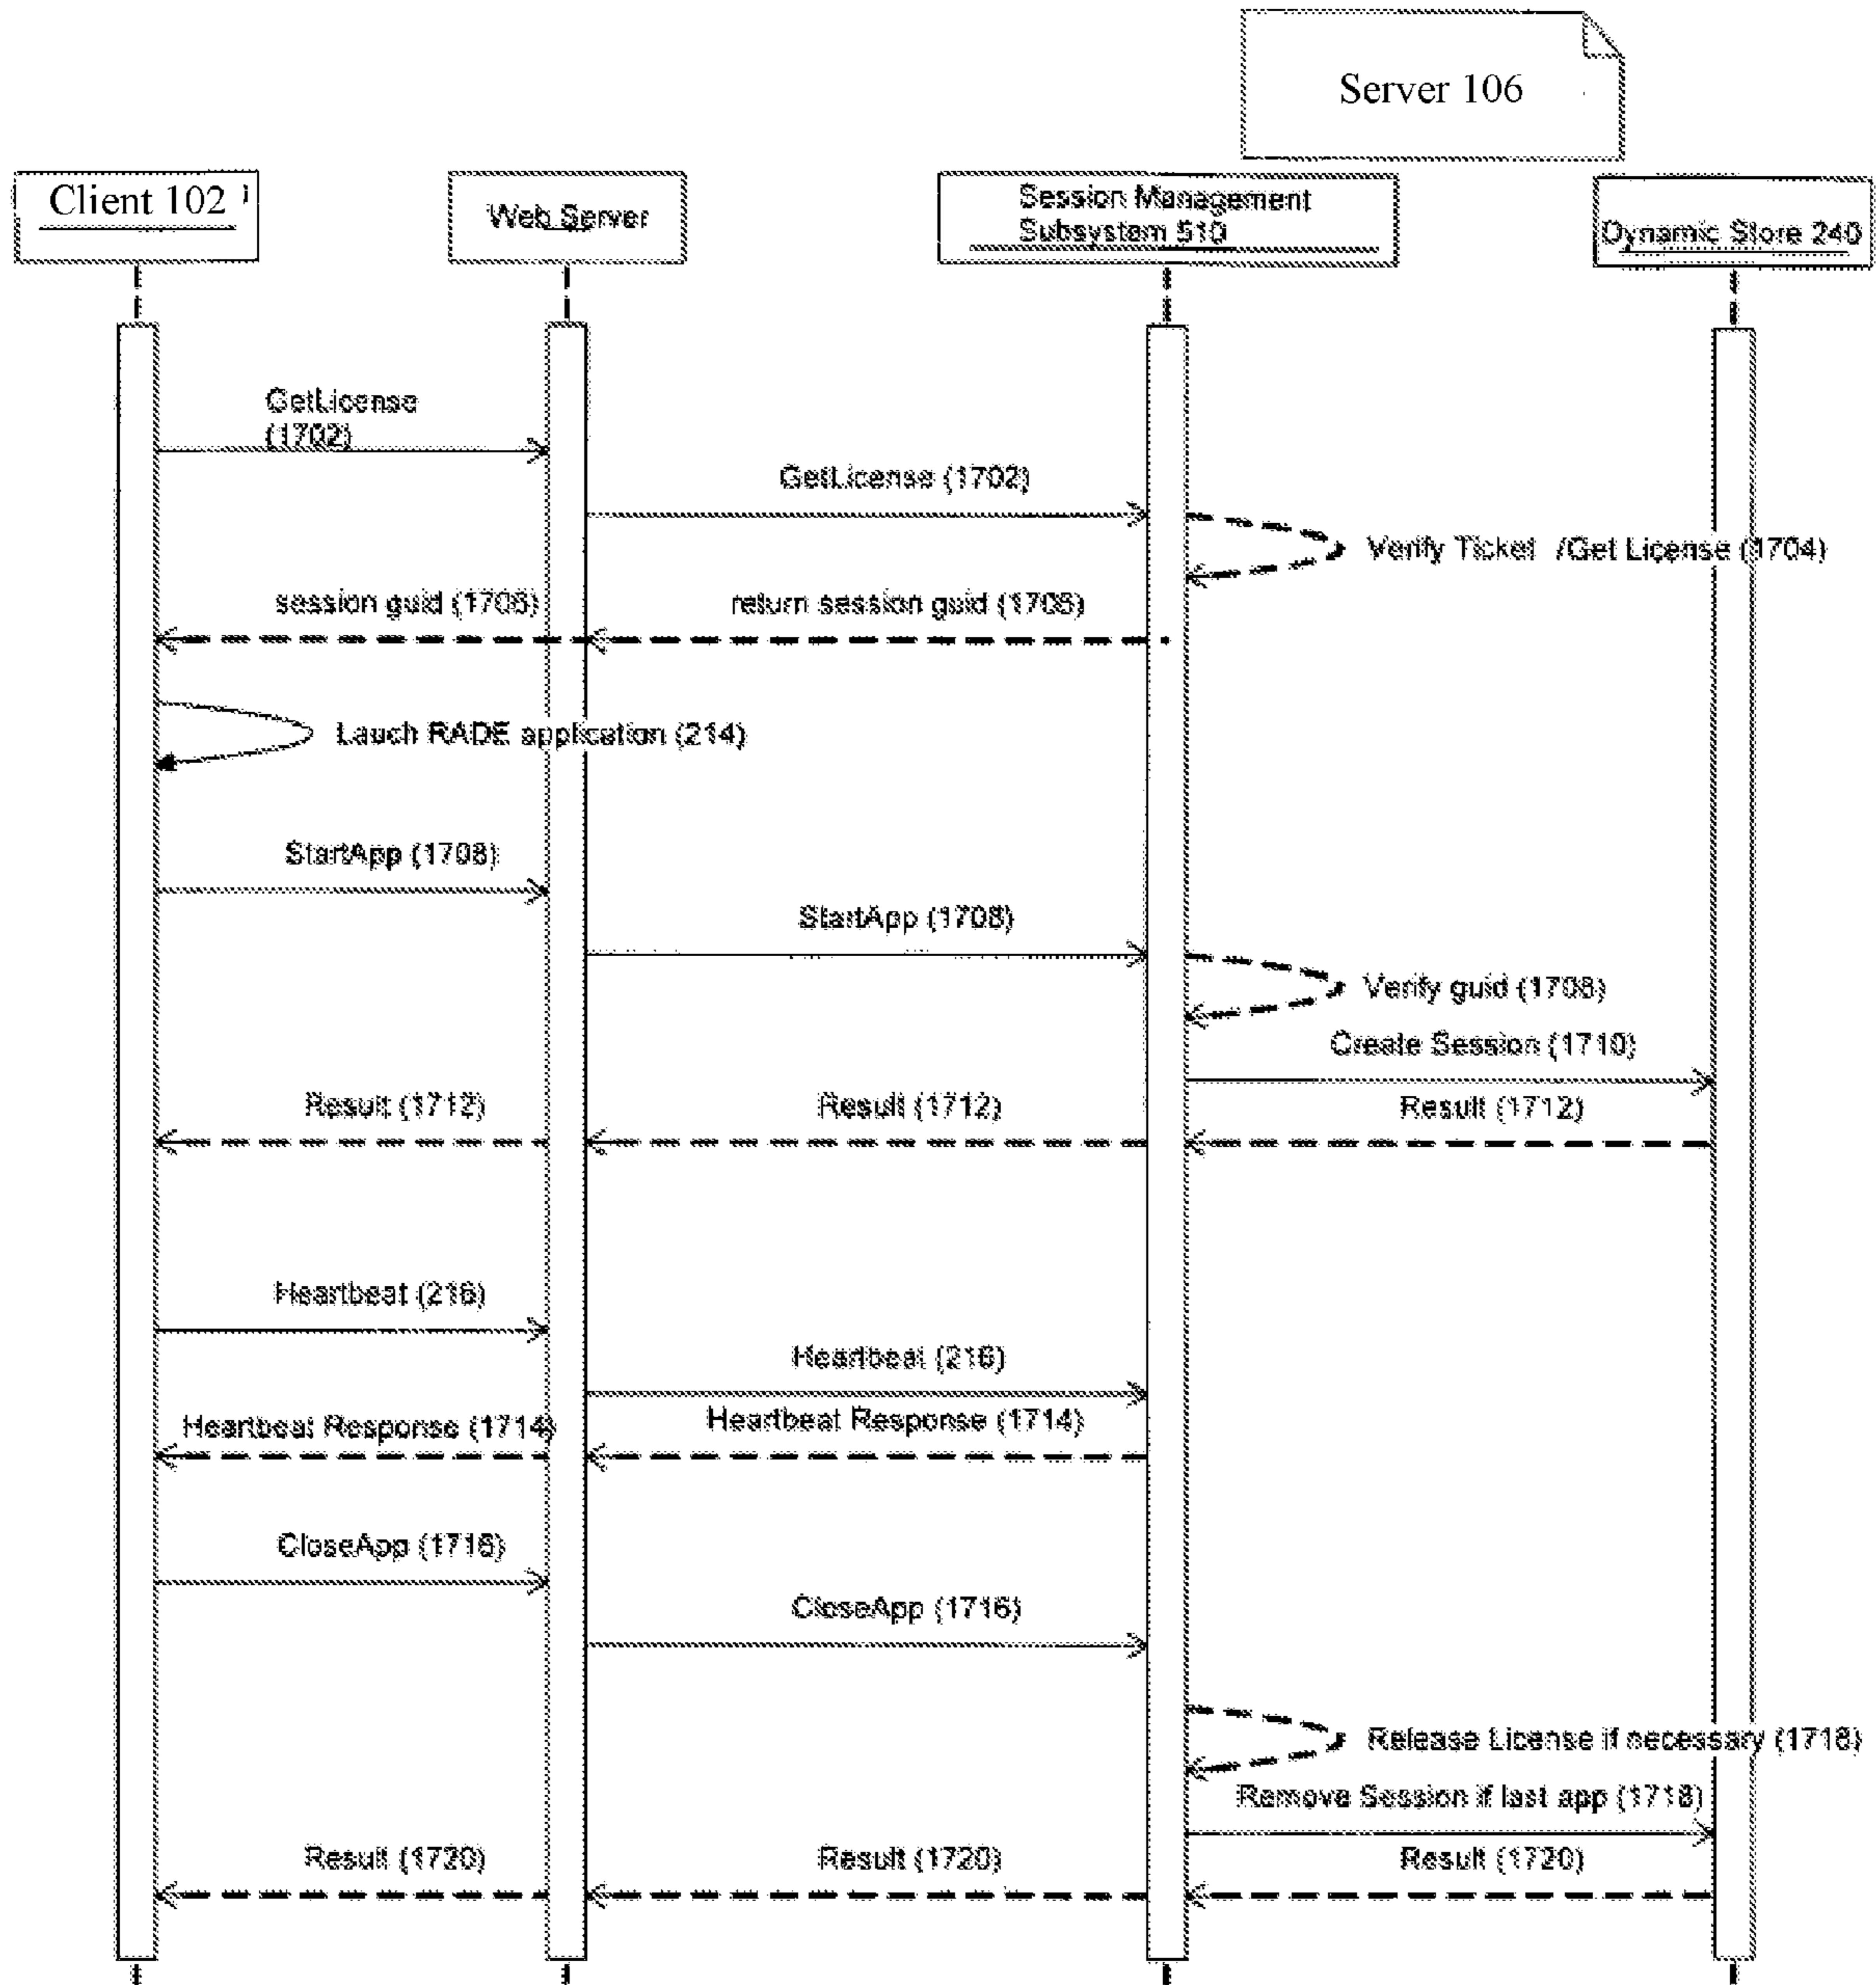 Server 106
Client 102
Web Server
Session Management
Subsystem 510
Dynamic Store 240
GetLicense
(1702)
GetLicense (1702)
Verify Ticket /Get License (1704)
session guid (1706)
return session guid (1706)
Lauch RADE application (214)
StartApp (1708)
StartApp (1708)
Verify guid (1708)
Create Session (1710)
Result (1712)
Result (1712)
Result (1712)
Heartbeat (216)
Heartbeat (216)
Heartbeat Response (1714)
Heartbeat Response (1714)
CloseApp (1716)
CloseApp (1716)
Release License if necessary (1718)
Remove Session if last app (1718)
Result (1720)
Result (1720)
Result (1720)